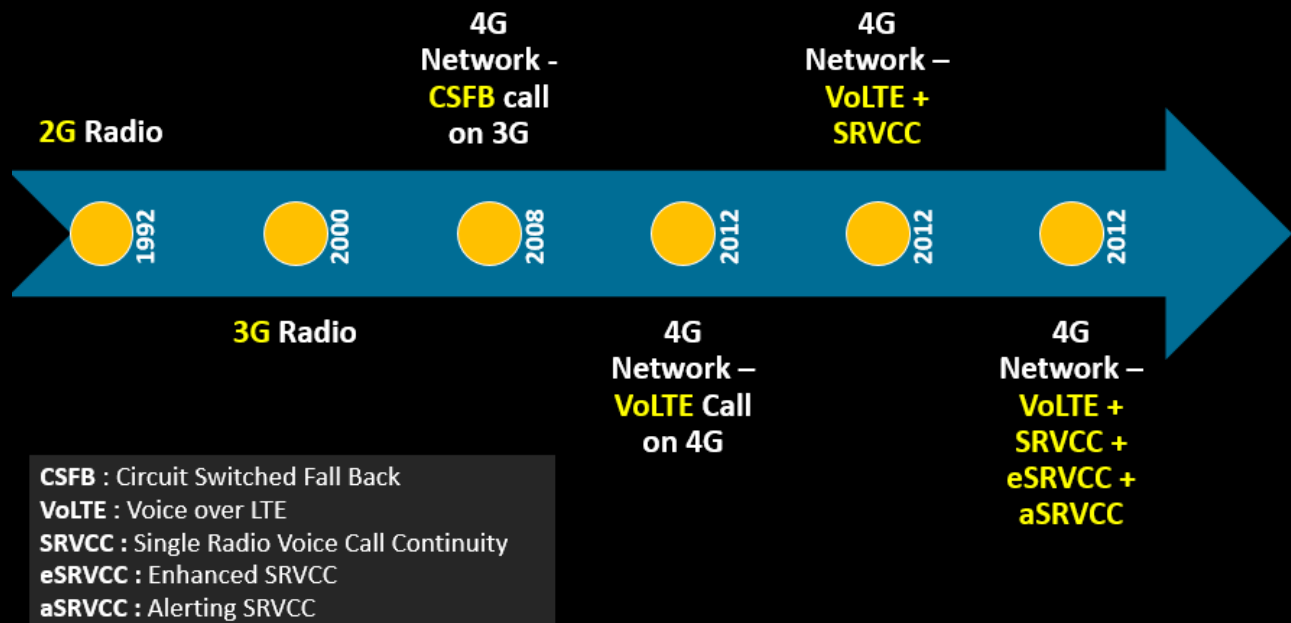 4G
Network -
CSFB call
on 3G
4G
Network –
VoLTE +
SRVCC
2G Radio
1992
2000
2008
2012
2012
2012
3G Radio
4G
Network –
VoLTE Call
on 4G
4G
Network –
VoLTE +
SRVCC +
eSRVCC +
aSRVCC
CSFB : Circuit Switched Fall Back
VoLTE : Voice over LTE
SRVCC : Single Radio Voice Call Continuity
eSRVCC : Enhanced SRVCC
aSRVCC : Alerting SRVCC